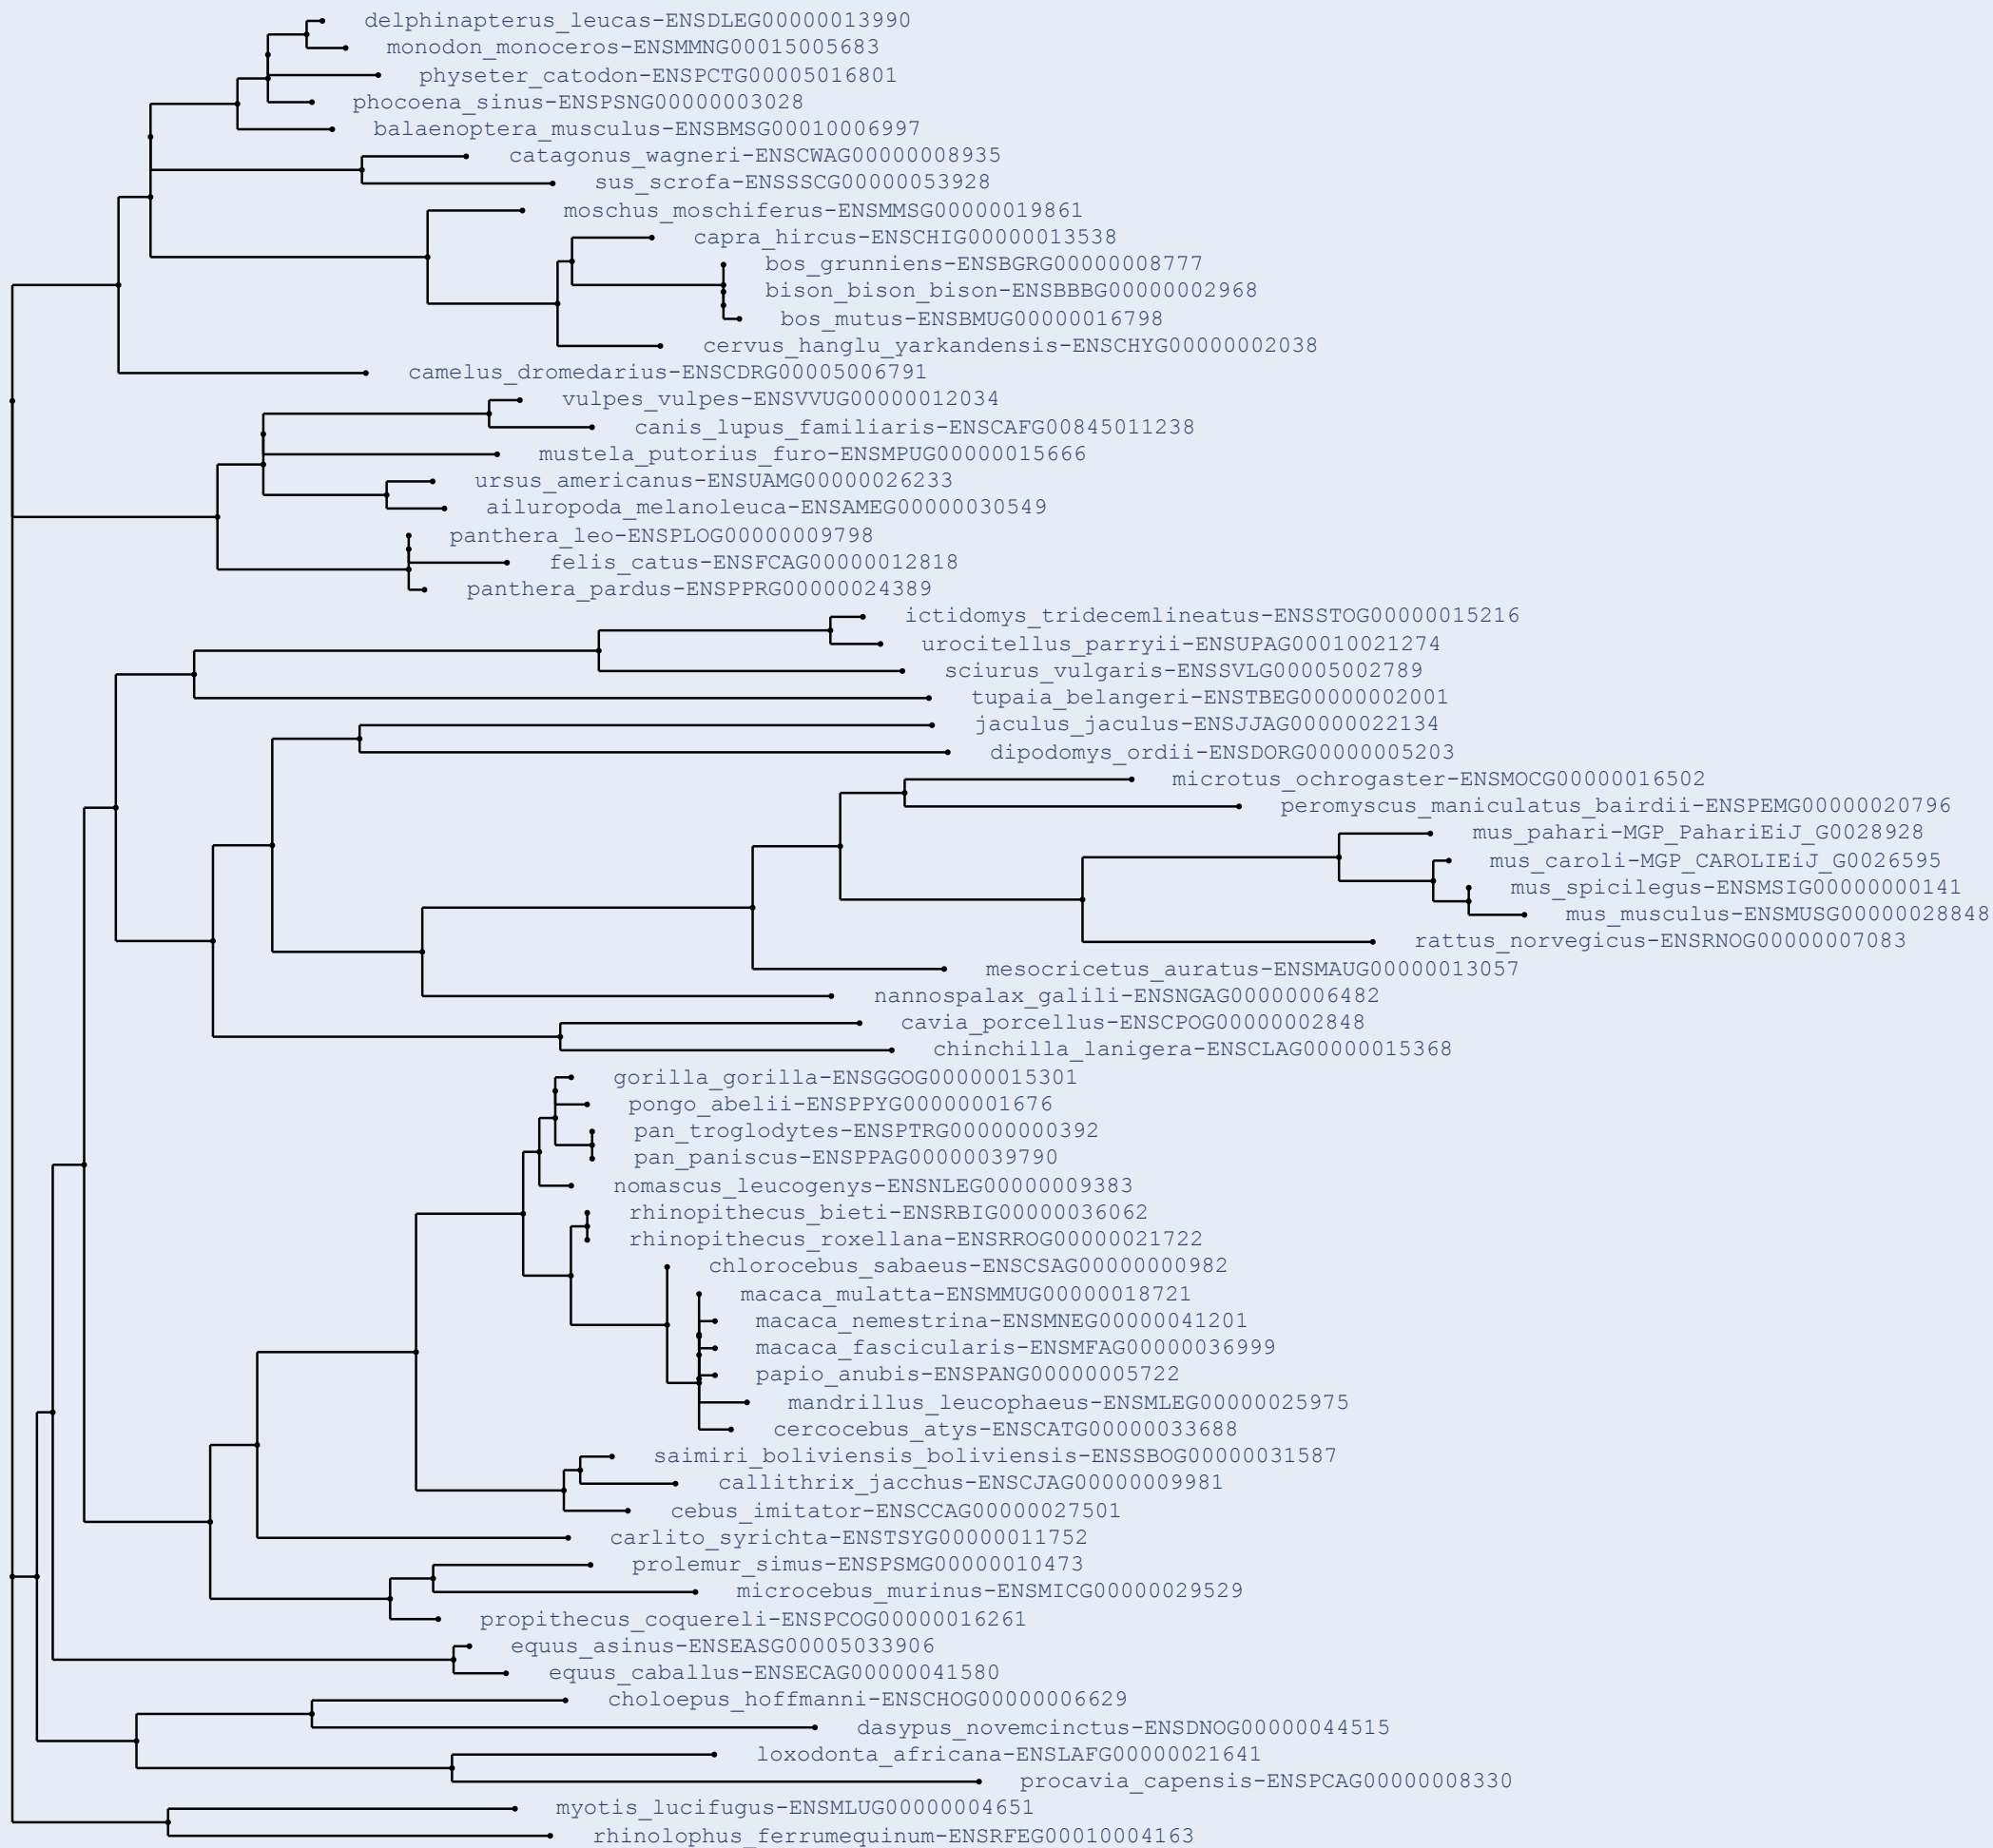 delphinapterus_leucas-ENSDLEG00000013990
monodon_monoceros-ENSMMNG00015005683
physeter_catodon-ENSPCTG00005016801
phocoena_sinus-ENSPSNG00000003028
balaenoptera_musculus-ENSBMSG00010006997
catagonus_wagneri-ENSCWAG00000008935
sus_scrofa-ENSSSCG00000053928
moschus_moschiferus-ENSMMSG00000019861
capra_hircus-ENSCHIG00000013538
bos_grunniens-ENSBGRG00000008777
bison_bison_bison-ENSBBBG00000002968
bos_mutus-ENSBMUG00000016798
cervus_hanglu_yarkandensis-ENSCHYG00000002038
camelus_dromedarius-ENSCDRG00005006791
vulpes_vulpes-ENSVVUG00000012034
canis_lupus_familiaris-ENSCAFG00845011238
mustela_putorius_furo-ENSMPUG00000015666
ursus_americanus-ENSUAMG00000026233
ailuropoda_melanoleuca-ENSAMEG00000030549
panthera_leo-ENSPLOG00000009798
felis_catus-ENSFCAG00000012818
panthera_pardus-ENSPPRG00000024389
ictidomys_tridecemlineatus-ENSSTOG00000015216
urocitellus_parryii-ENSUPAG00010021274
sciurus_vulgaris-ENSSVLG00005002789
tupaia_belangeri-ENSTBEG00000002001
jaculus_jaculus-ENSJJAG00000022134
dipodomys_ordii-ENSDORG00000005203
microtus_ochrogaster-ENSMOCG00000016502
peromyscus_maniculatus_bairdii-ENSPEMG00000020796
mus_pahari-MGP_PahariEiJ_G0028928
mus_caroli-MGP_CAROLIEiJ_G0026595
mus_spicilegus-ENSMSIG00000000141
mus_musculus-ENSMUSG00000028848
rattus_norvegicus-ENSRNOG00000007083
mesocricetus_auratus-ENSMAUG00000013057
nannospalax_galili-ENSNGAG00000006482
cavia_porcellus-ENSCPOG00000002848
chinchilla_lanigera-ENSCLAG00000015368
gorilla_gorilla-ENSGGOG00000015301
pongo_abelii-ENSPPYG00000001676
pan_troglodytes-ENSPTRG00000000392
pan_paniscus-ENSPPAG00000039790
nomascus_leucogenys-ENSNLEG00000009383
rhinopithecus_bieti-ENSRBIG00000036062
rhinopithecus_roxellana-ENSRROG00000021722
chlorocebus_sabaeus-ENSCSAG00000000982
macaca_mulatta-ENSMMUG00000018721
macaca_nemestrina-ENSMNEG00000041201
macaca_fascicularis-ENSMFAG00000036999
papio_anubis-ENSPANG00000005722
mandrillus_leucophaeus-ENSMLEG00000025975
cercocebus_atys-ENSCATG00000033688
saimiri_boliviensis_boliviensis-ENSSBOG00000031587
callithrix_jacchus-ENSCJAG00000009981
cebus_imitator-ENSCCAG00000027501
carlito_syrichta-ENSTSYG00000011752
prolemur_simus-ENSPSMG00000010473
microcebus_murinus-ENSMICG00000029529
propithecus_coquereli-ENSPCOG00000016261
equus_asinus-ENSEASG00005033906
equus_caballus-ENSECAG00000041580
choloepus_hoffmanni-ENSCHOG00000006629
dasypus_novemcinctus-ENSDNOG00000044515
loxodonta_africana-ENSLAFG00000021641
procavia_capensis-ENSPCAG00000008330
myotis_lucifugus-ENSMLUG00000004651
rhinolophus_ferrumequinum-ENSRFEG00010004163